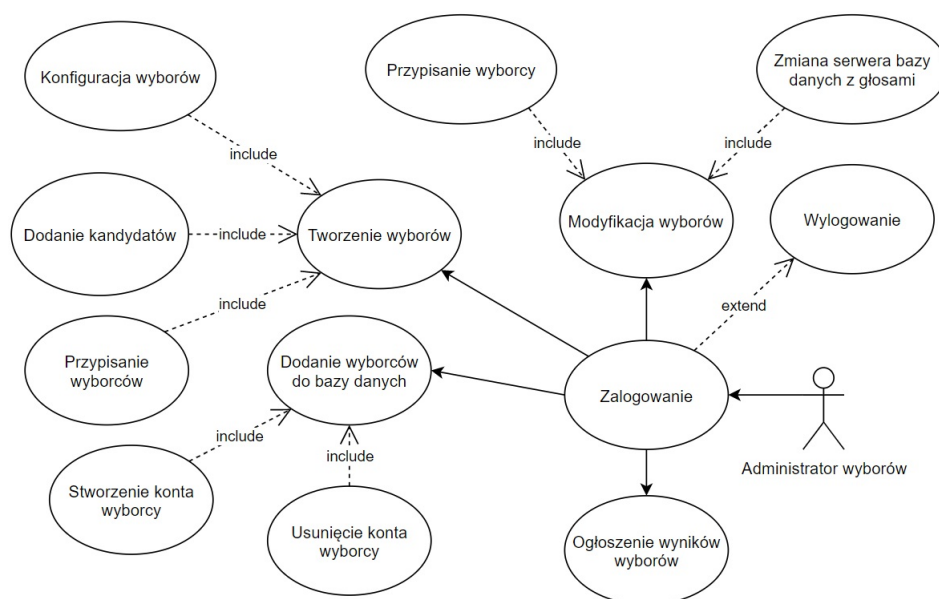 Konfiguracja wyborów
Przypisanie wyborcy
Zmiana serwera bazy
danych z głosami
include
include
include
Dodanie kandydatów
include
Tworzenie wyborów
Modyfikacja wyborów
Wylogowanie
include
extend
Przypisanie
wyborców
Dodanie wyborców
do bazy danych
Zalogowanie
include
include
Administrator wyborów
Stworzenie konta
wyborcy
Usunięcie konta
wyborcy
Ogłoszenie wyników
wyborów